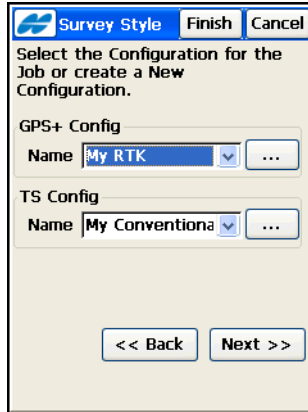 Survey Style Finish Cancel
Select the Configuration for the
Job or create a New
Configuration.
GPS+ Config
Name My RTK ...
TS Config
Name My Conventiona ...
<< Back Next >>